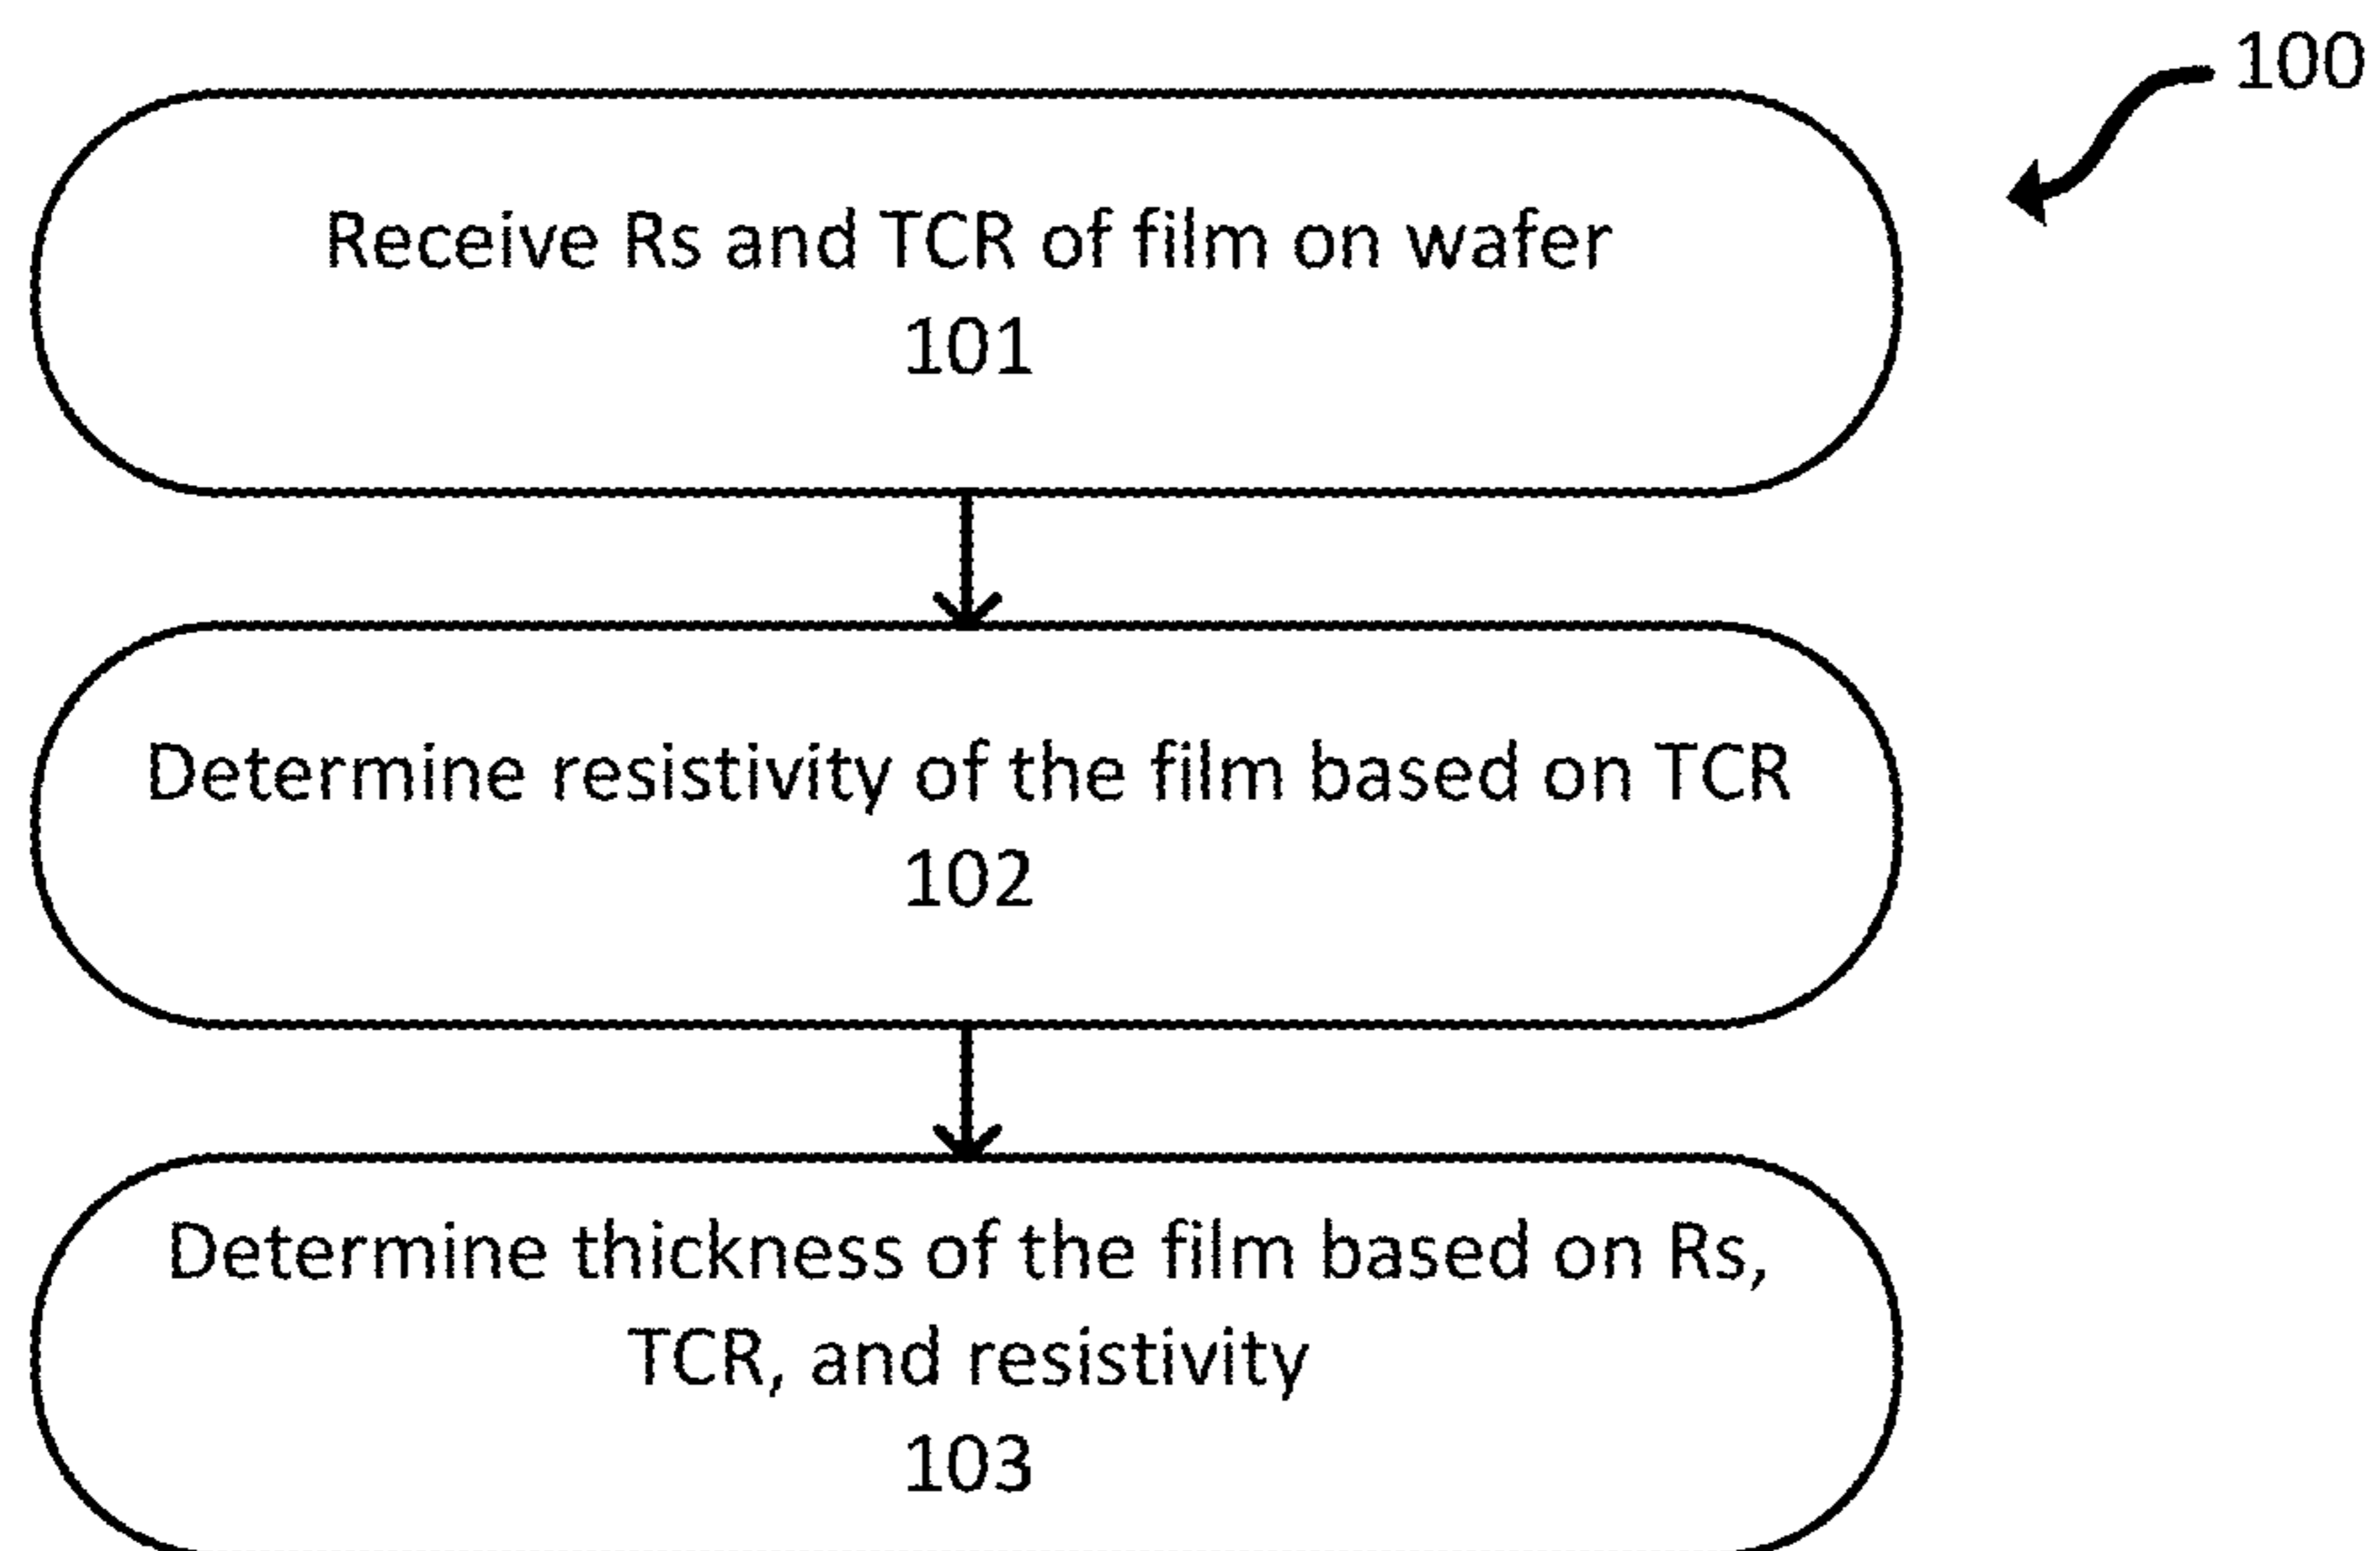 100
Receive Rs and TCR of film on wafer
101
Determine resistivity of the film based on TCR
102
Determine thickness of the film based on Rs,
TCR, and resistivity
103